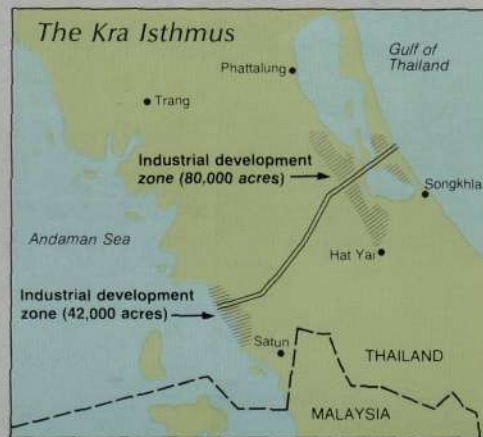 The Kra Isthmus
Gulf of
Thailand
Phattalung
Trang
Industrial development
zone (80,000 acres)
Songkhla
Andaman Sea
Hat Yai
Industrial development
zone (42,000 acres)
Satun
THAILAND
MALAYSIA